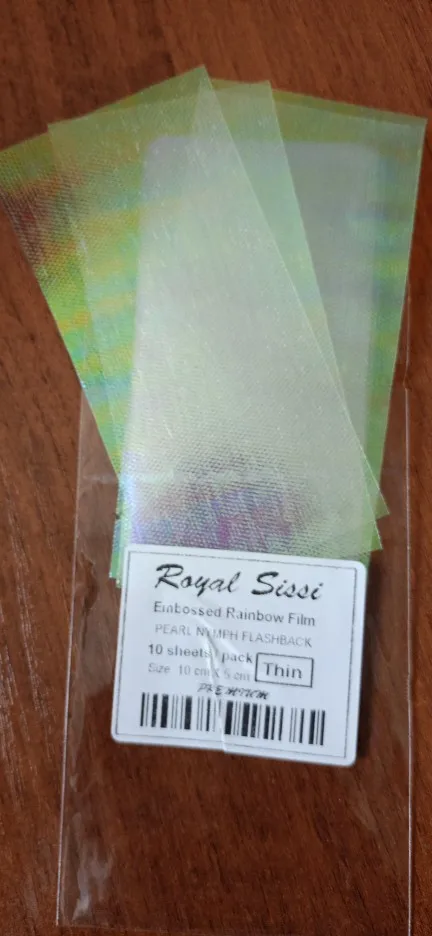 Royal Sissi
Embossed Rainbow Film
PEARL NYMPH FLASHBACK
10 sheets / pack
Thin
Size 10 cm X 5 cm
PREMIUM